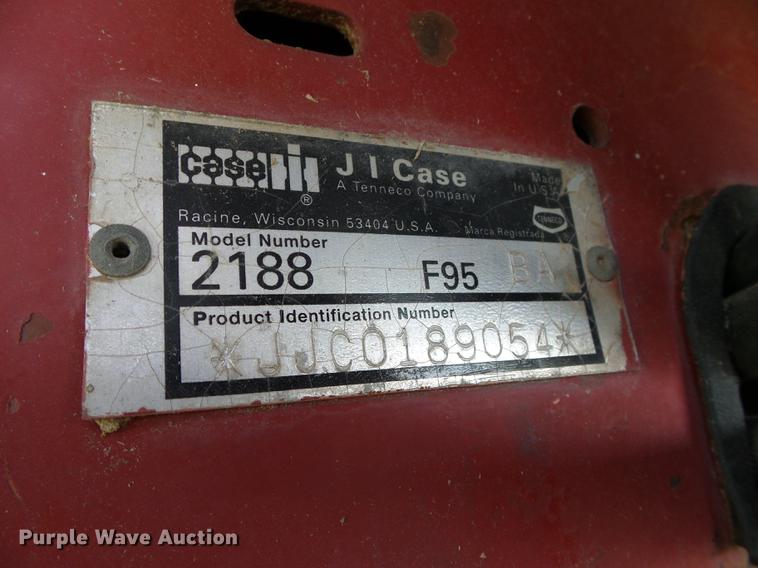 case IH ®
J I Case
A Tenneco Company
Made
In U.S.A.
Racine, Wisconsin 53404 U.S.A.
TENNECO
Marca Registrada
Model Number
2188 F95 BA
Product Identification Number
*JJC0189054*
Purple Wave Auction